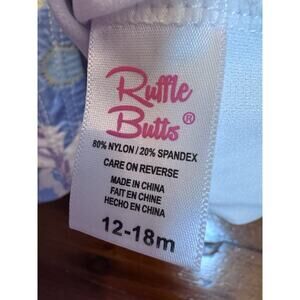 Ruffle
Butts®
80% NYLON / 20% SPANDEX
CARE ON REVERSE
MADE IN CHINA
FAIT EN CHINE
HECHO EN CHINA
12-18m